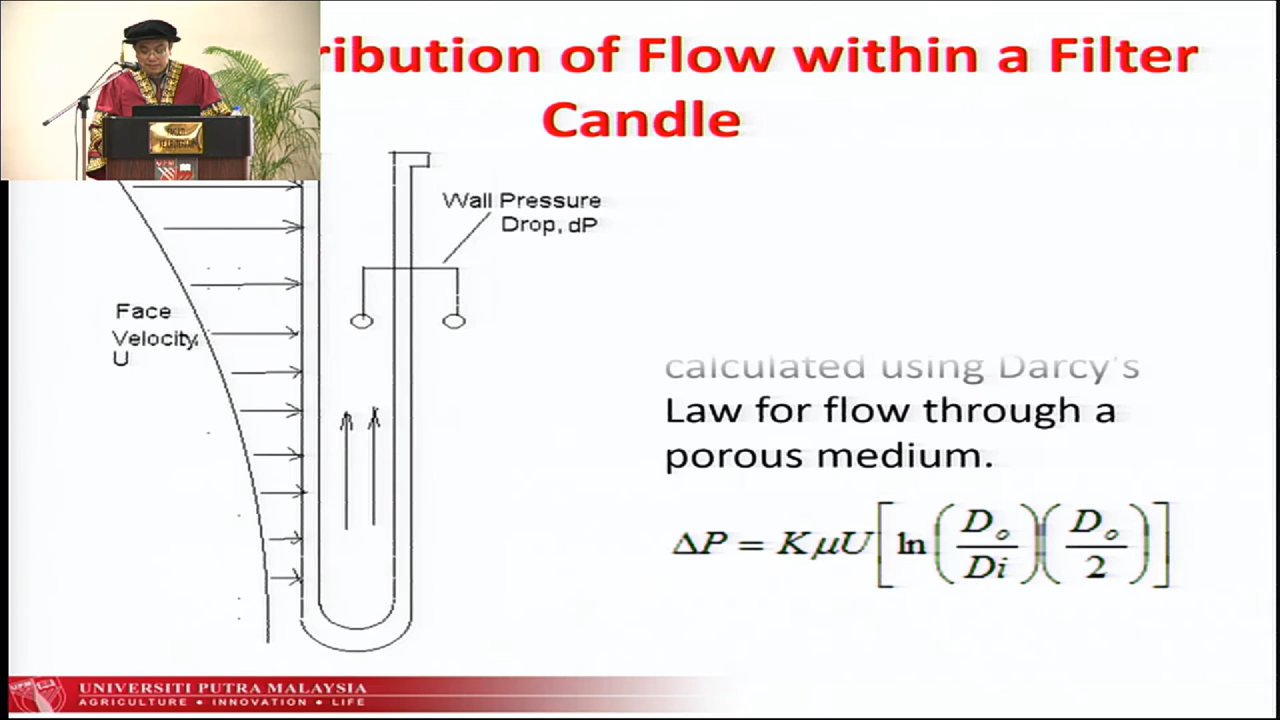 ribution of Flow within a Filter
Candle
Wall Pressure
Drop, dP
Face
Velocity,
U
calculated using Darcy's
Law for flow through a
porous medium.
ΔP = KμU[ln(Do/Di)(Do/2)]
UNIVERSITI PUTRA MALAYSIA
AGRICULTURE • INNOVATION • LIFE